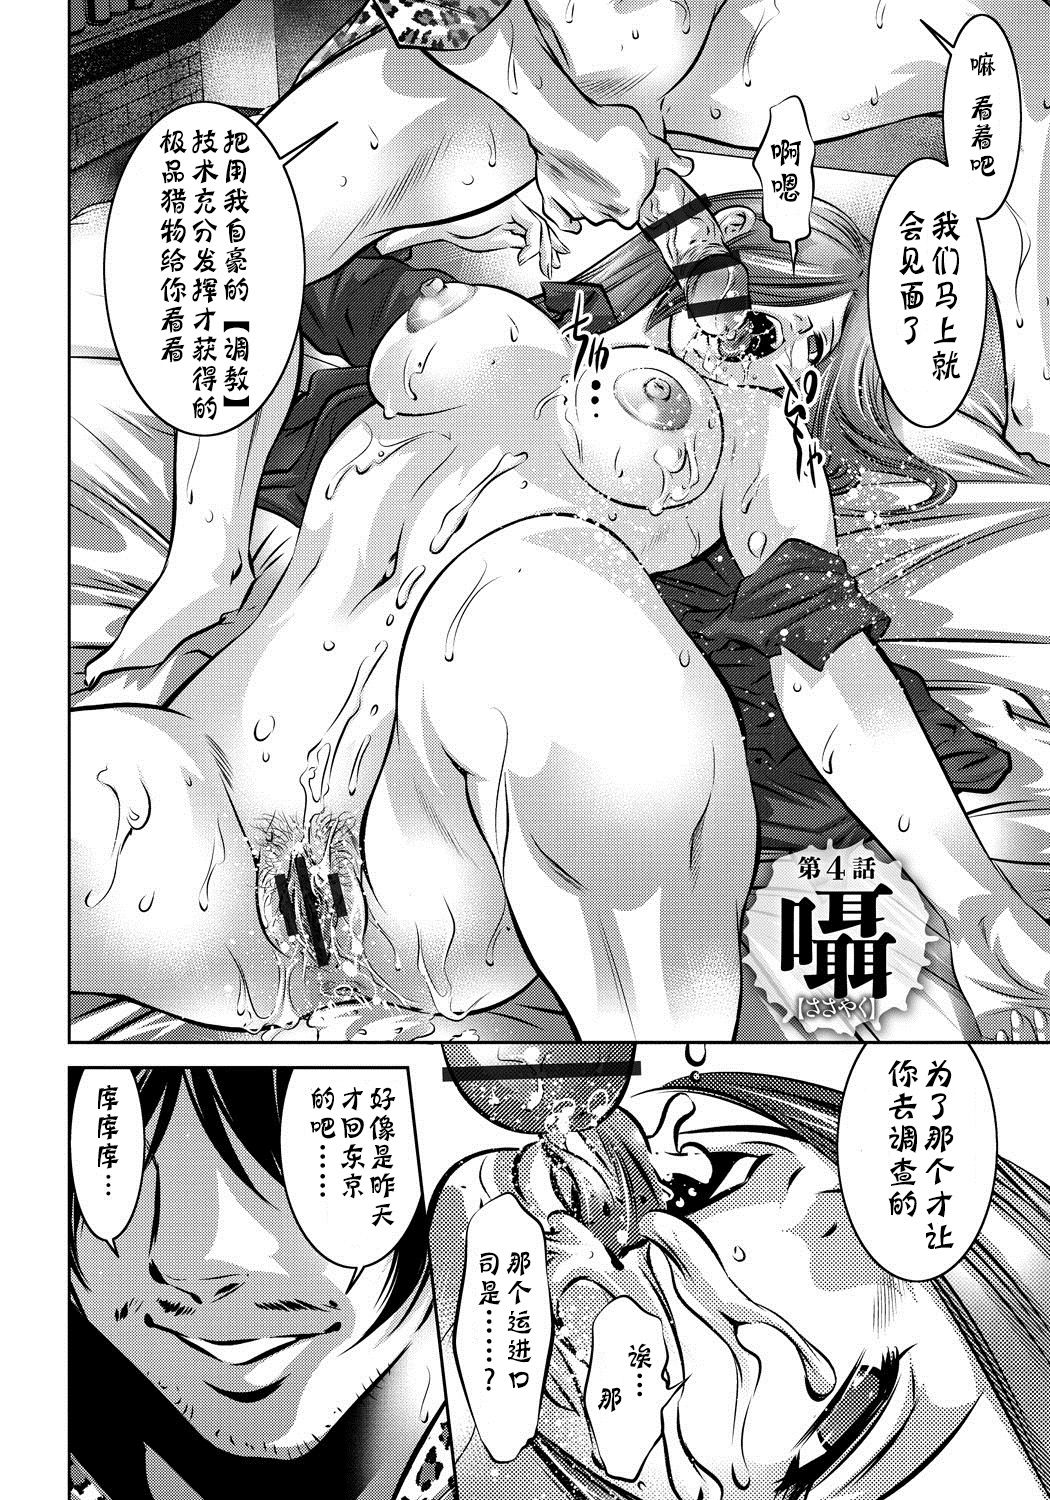 嘛 看着吧
我们马上就
会见面了
啊嗯
把用我自豪的【调教】
技术充分发挥才获得的
极品猎物给你看看
ちゅ…
第4話
囁
【ささやく】
为了那个才让
你去调查的
诶…
那
那个运进口
司是……?
好像是昨天
才回东京
的吧……
库库库…